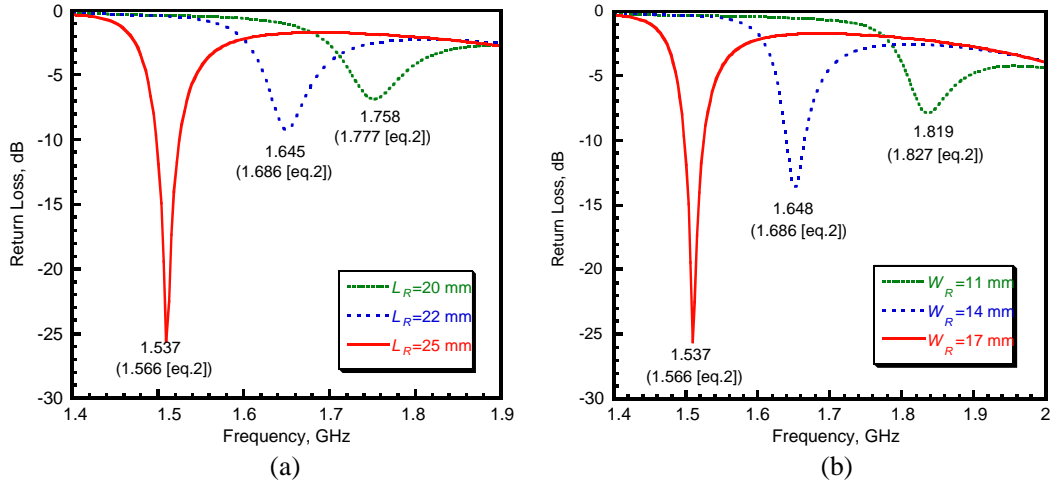 0
-5
-10
-15
-20
-25
-30
Return Loss, dB
1.758
(1.777 [eq.2])
1.645
(1.686 [eq.2])
1.537
(1.566 [eq.2])
L_R=20 mm
L_R=22 mm
L_R=25 mm
1.4 1.5 1.6 1.7 1.8 1.9
Frequency, GHz
(a)
0
-5
-10
-15
-20
-25
-30
Return Loss, dB
1.819
(1.827 [eq.2])
1.648
(1.686 [eq.2])
1.537
(1.566 [eq.2])
W_R=11 mm
W_R=14 mm
W_R=17 mm
1.4 1.5 1.6 1.7 1.8 1.9 2
Frequency, GHz
(b)